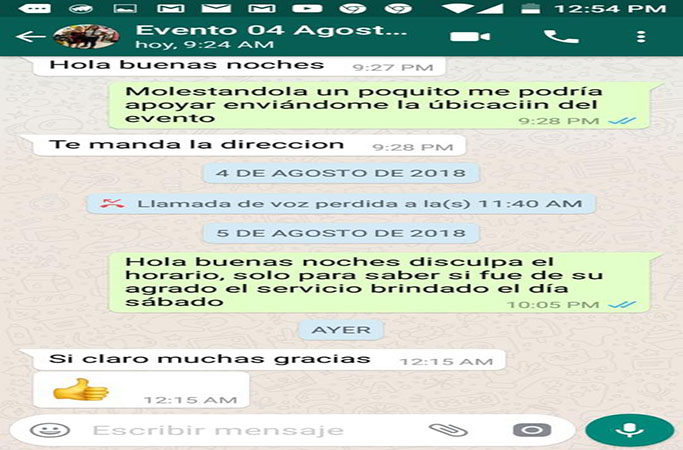 12:54 PM
Evento 04 Agost...
hoy, 9:24 AM
Hola buenas noches 9:27 PM
Molestandola un poquito me podría
apoyar enviándome la úbicaciin del
evento
9:28 PM
Te manda la direccion 9:28 PM
4 DE AGOSTO DE 2018
Llamada de voz perdida a la(s) 11:40 AM
5 DE AGOSTO DE 2018
Hola buenas noches disculpa el
horario, solo para saber si fue de su
agrado el servicio brindado el día
sábado
10:05 PM
AYER
Si claro muchas gracias 12:15 AM
12:15 AM
Escribir mensaje